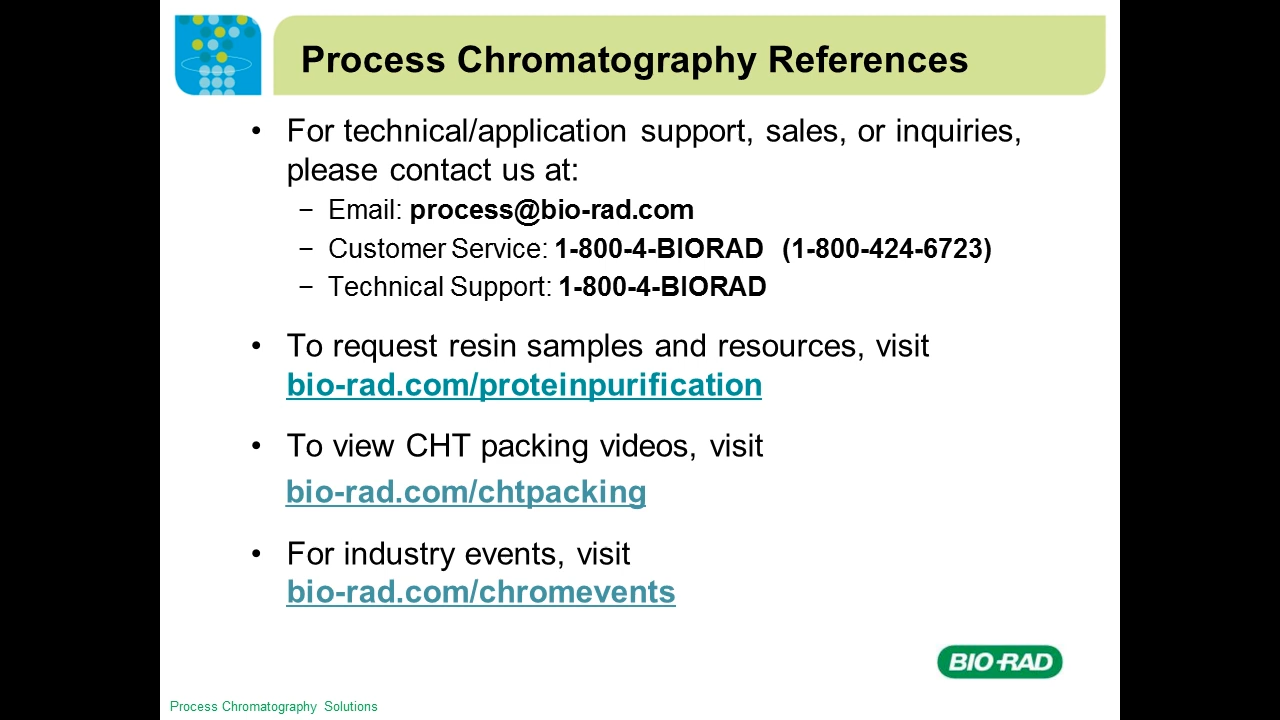 Process Chromatography References
• For technical/application support, sales, or inquiries,
please contact us at:
− Email: process@bio-rad.com
− Customer Service: 1-800-4-BIORAD (1-800-424-6723)
− Technical Support: 1-800-4-BIORAD
• To request resin samples and resources, visit
bio-rad.com/proteinpurification
• To view CHT packing videos, visit
bio-rad.com/chtpacking
• For industry events, visit
bio-rad.com/chromevents
BIO-RAD
Process Chromatography Solutions